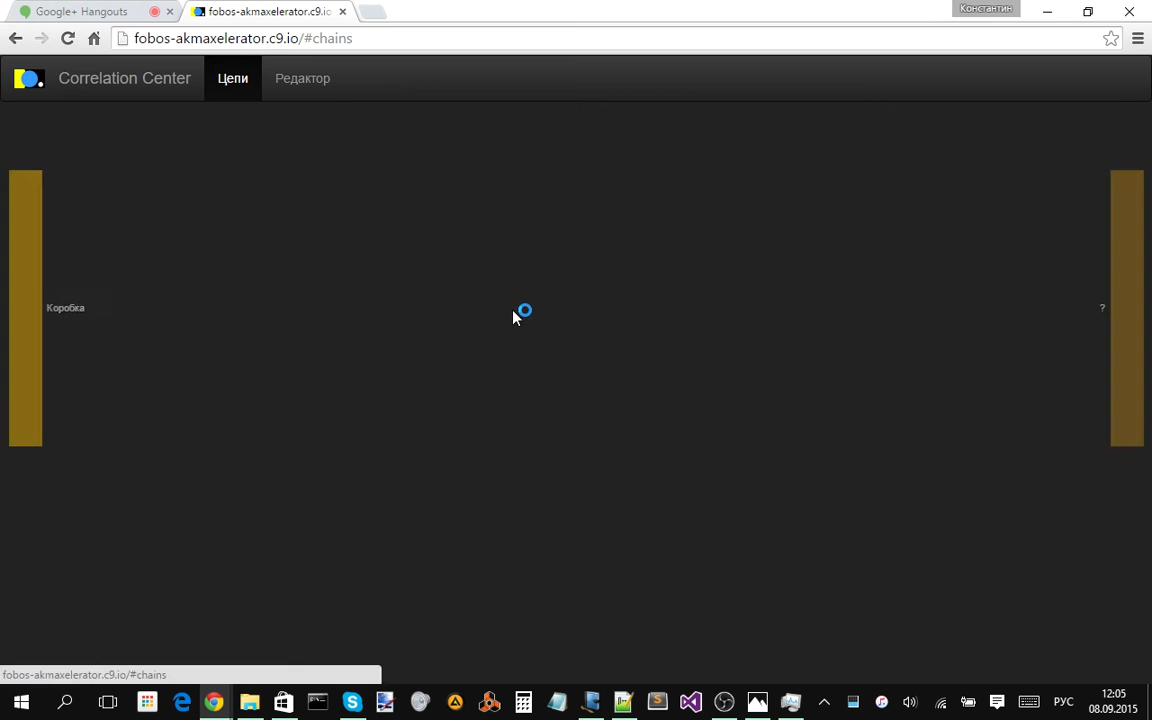 Google+ Hangouts
fobos-akmaxelerator.c9.io
Константин
fobos-akmaxelerator.c9.io/#chains
Correlation Center
Цепи
Редактор
Коробка
?
fobos-akmaxelerator.c9.io/#chains
РУС
12:05
08.09.2015